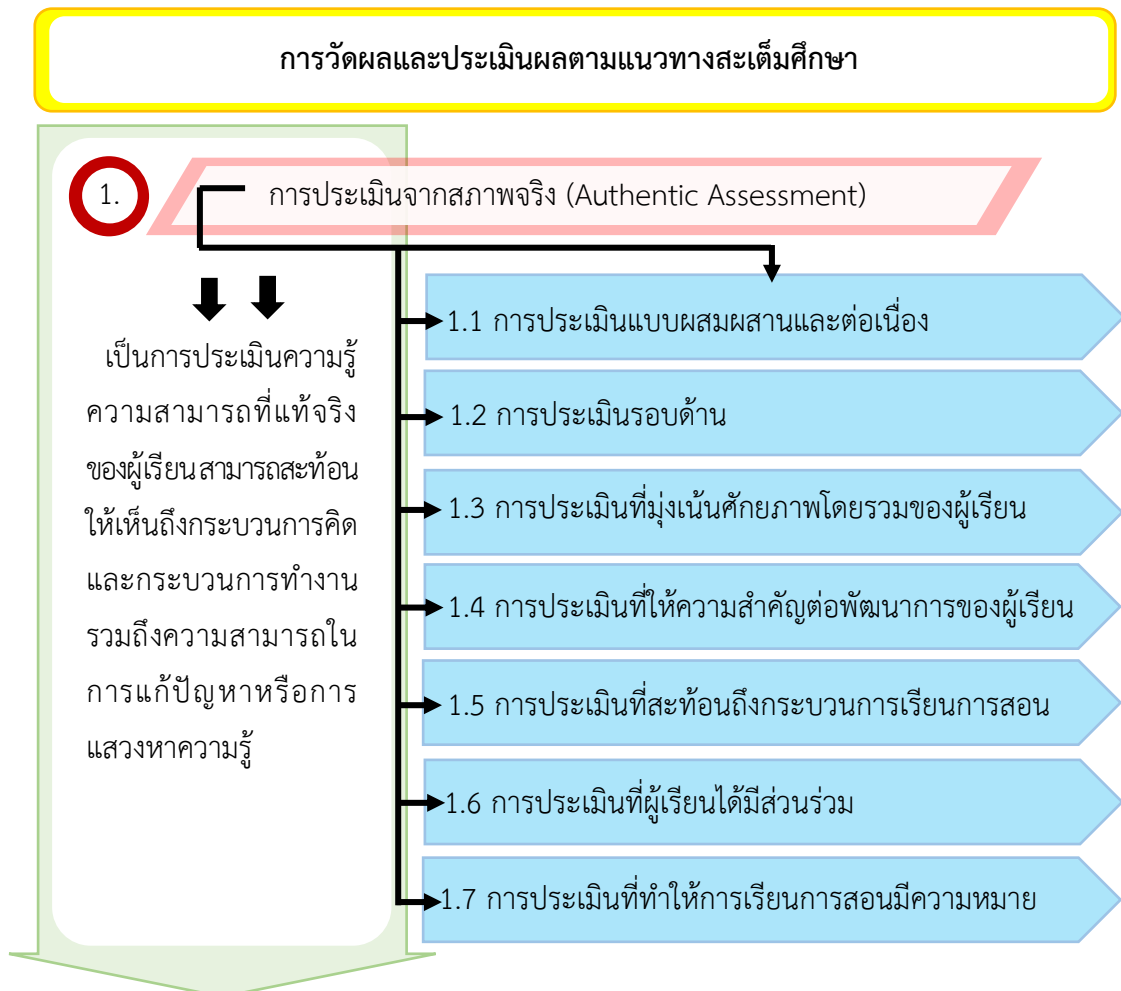 การวัดผลและประเมินผลตามแนวทางสะเต็มศึกษา
1. การประเมินจากสภาพจริง (Authentic Assessment)
เป็นการประเมินความรู้
ความสามารถที่แท้จริง
ของผู้เรียน สามารถสะท้อน
ให้เห็นถึงกระบวนการคิด
และกระบวนการทำงาน
รวมถึงความสามารถใน
การแก้ปัญหาหรือการ
แสวงหาความรู้
1.1 การประเมินแบบผสมผสานและต่อเนื่อง
1.2 การประเมินรอบด้าน
1.3 การประเมินที่มุ่งเน้นศักยภาพโดยรวมของผู้เรียน
1.4 การประเมินที่ให้ความสำคัญต่อพัฒนาการของผู้เรียน
1.5 การประเมินที่สะท้อนถึงกระบวนการเรียนการสอน
1.6 การประเมินที่ผู้เรียนได้มีส่วนร่วม
1.7 การประเมินที่ทำให้การเรียนการสอนมีความหมาย